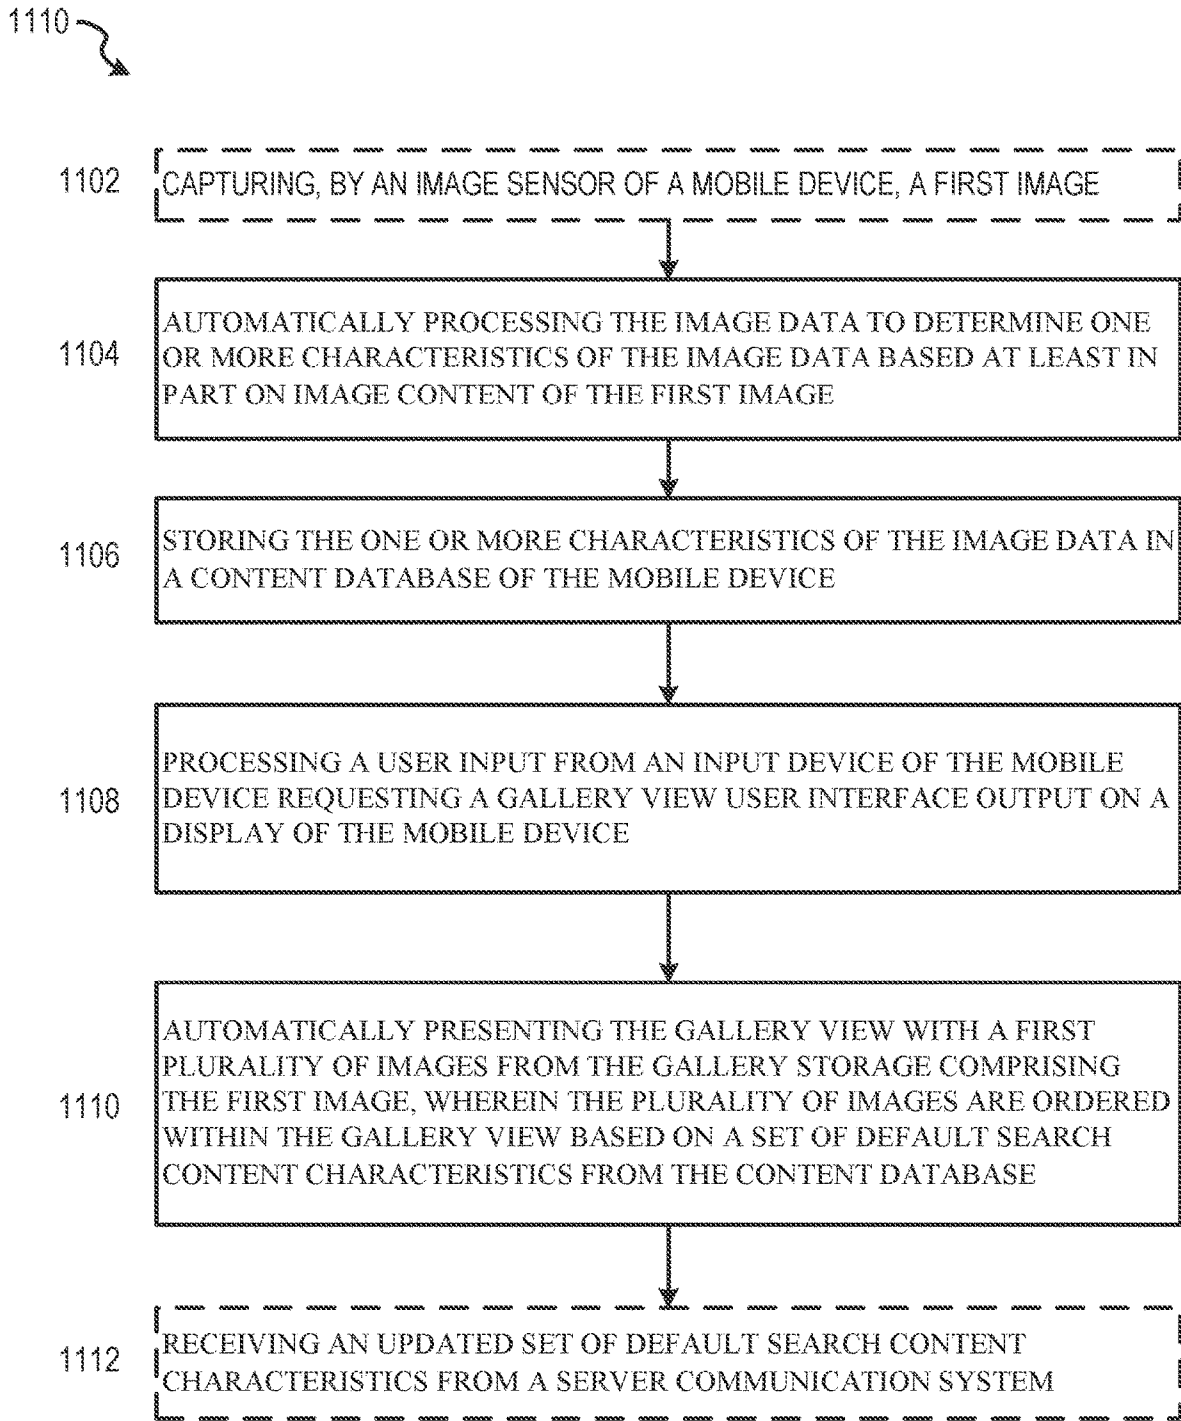 1110
1102
CAPTURING, BY AN IMAGE SENSOR OF A MOBILE DEVICE, A FIRST IMAGE
1104
AUTOMATICALLY PROCESSING THE IMAGE DATA TO DETERMINE ONE
OR MORE CHARACTERISTICS OF THE IMAGE DATA BASED AT LEAST IN
PART ON IMAGE CONTENT OF THE FIRST IMAGE
1106
STORING THE ONE OR MORE CHARACTERISTICS OF THE IMAGE DATA IN
A CONTENT DATABASE OF THE MOBILE DEVICE
1108
PROCESSING A USER INPUT FROM AN INPUT DEVICE OF THE MOBILE
DEVICE REQUESTING A GALLERY VIEW USER INTERFACE OUTPUT ON A
DISPLAY OF THE MOBILE DEVICE
1110
AUTOMATICALLY PRESENTING THE GALLERY VIEW WITH A FIRST
PLURALITY OF IMAGES FROM THE GALLERY STORAGE COMPRISING
THE FIRST IMAGE, WHEREIN THE PLURALITY OF IMAGES ARE ORDERED
WITHIN THE GALLERY VIEW BASED ON A SET OF DEFAULT SEARCH
CONTENT CHARACTERISTICS FROM THE CONTENT DATABASE
1112
RECEIVING AN UPDATED SET OF DEFAULT SEARCH CONTENT
CHARACTERISTICS FROM A SERVER COMMUNICATION SYSTEM